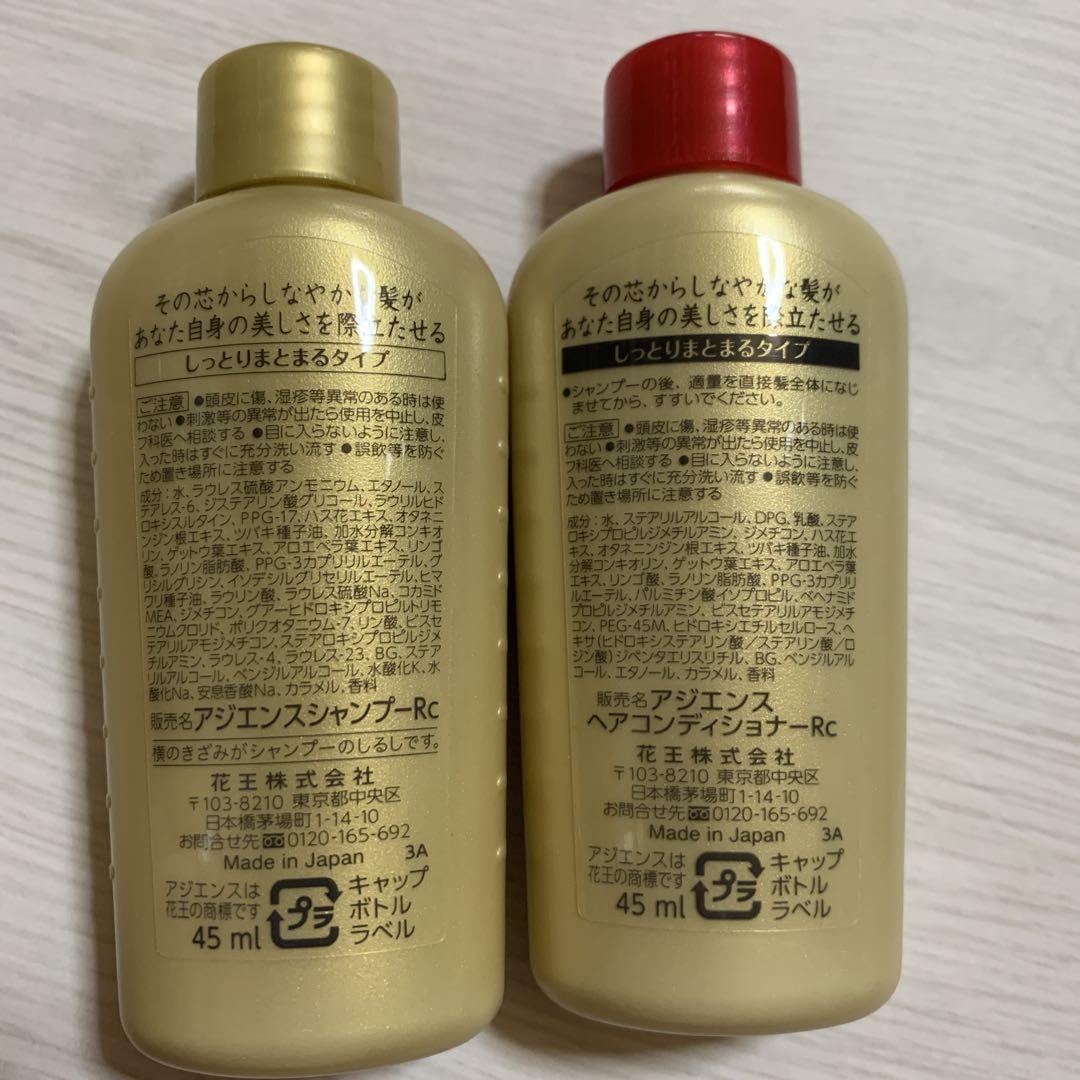 その芯からしなやかな髪が
あなた自身の美しさを際立たせる
しっとりまとまるタイプ
ご注意 ●頭皮に傷、湿疹等異常のある時は使
わない●刺激等の異常が出たら使用を中止し、皮
フ科医へ相談する ●目に入らないように注意し、
入った時はすぐに充分洗い流す●誤飲等を防ぐ
ため置き場所に注意する
成分:水、ラウレス硫酸アンモニウム、エタノール、ス
テアレス-6、ジステアリン酸グリコール、ラウリルヒド
ロキシスルタイン、PPG-17、ハス花エキス、オタネニ
ンジン根エキス、ツバキ種子油、加水分解コンキオ
リン、ゲットウ葉エキス、アロエベラ葉エキス、リンゴ
酸、ラノリン脂肪酸、PPG-3カプリリルエーテル、グ
リシルグリシン、イソデシルグリセリルエーテル、ヒマ
ワリ種子油、ラウリン酸、ラウレス硫酸Na、コカミド
MEA、ジメチコン、グアーヒドロキシプロピルトリモ
ニウムクロリド、ポリクオタニウム-7、リン酸、ビスセ
テアリルアモジメチコン、ステアロキシプロピルジメ
チルアミン、ラウレス-4、ラウレス-23、BG、ステア
リルアルコール、ベンジルアルコール、水酸化K、水
酸化Na、安息香酸Na、カラメル、香料
販売名 アジエンスシャンプーRc
横のきざみがシャンプーのしるしです。
花王株式会社
〒103-8210 東京都中央区
日本橋茅場町1-14-10
お問合せ先 0120-165-692
Made in Japan 3A
アジエンスは
花王の商標です
45 ml
プラ
キャップ
ボトル
ラベル
その芯からしなやかな髪が
あなた自身の美しさを際立たせる
しっとりまとまるタイプ
●シャンプーの後、適量を直接髪全体になじ
ませてから、すすいでください。
ご注意 ●頭皮に傷、湿疹等異常のある時は使
わない●刺激等の異常が出たら使用を中止し、皮
フ科医へ相談する ●目に入らないように注意し、
入った時はすぐに充分洗い流す●誤飲等を防ぐ
ため置き場所に注意する
成分:水、ステアリルアルコール、DPG、乳酸、ステア
ロキシプロピルジメチルアミン、ジメチコン、ハス花エ
キス、オタネニンジン根エキス、ツバキ種子油、加水
分解コンキオリン、ゲットウ葉エキス、アロエベラ葉
エキス、リンゴ酸、ラノリン脂肪酸、PPG-3カプリリ
ルエーテル、パルミチン酸イソプロピル、ベヘナミド
プロピルジメチルアミン、ビスセテアリルアモジメチ
コン、PEG-45M、ヒドロキシエチルセルロース、ヘキ
サ(ヒドロキシステアリン酸/ステアリン酸/ロ
ジン酸)ジペンタエリスリチル、BG、ベンジルアル
コール、エタノール、カラメル、香料
販売名 アジエンス
ヘアコンディショナーRc
花王株式会社
〒103-8210 東京都中央区
日本橋茅場町1-14-10
お問合せ先 0120-165-692
Made in Japan 3A
アジエンスは
花王の商標です
45 ml
プラ
キャップ
ボトル
ラベル